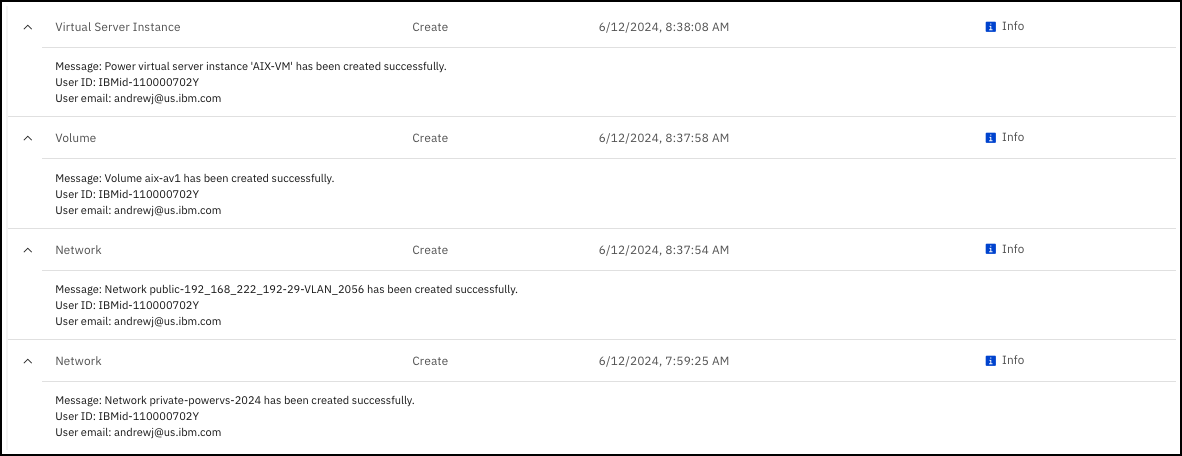 Virtual Server Instance Create 6/12/2024, 8:38:08 AM Info
Message: Power virtual server instance 'AIX-VM' has been created successfully.
User ID: IBMid-110000702Y
User email: andrewj@us.ibm.com
Volume Create 6/12/2024, 8:37:58 AM Info
Message: Volume aix-av1 has been created successfully.
User ID: IBMid-110000702Y
User email: andrewj@us.ibm.com
Network Create 6/12/2024, 8:37:54 AM Info
Message: Network public-192_168_222_192-29-VLAN_2056 has been created successfully.
User ID: IBMid-110000702Y
User email: andrewj@us.ibm.com
Network Create 6/12/2024, 7:59:25 AM Info
Message: Network private-powervs-2024 has been created successfully.
User ID: IBMid-110000702Y
User email: andrewj@us.ibm.com